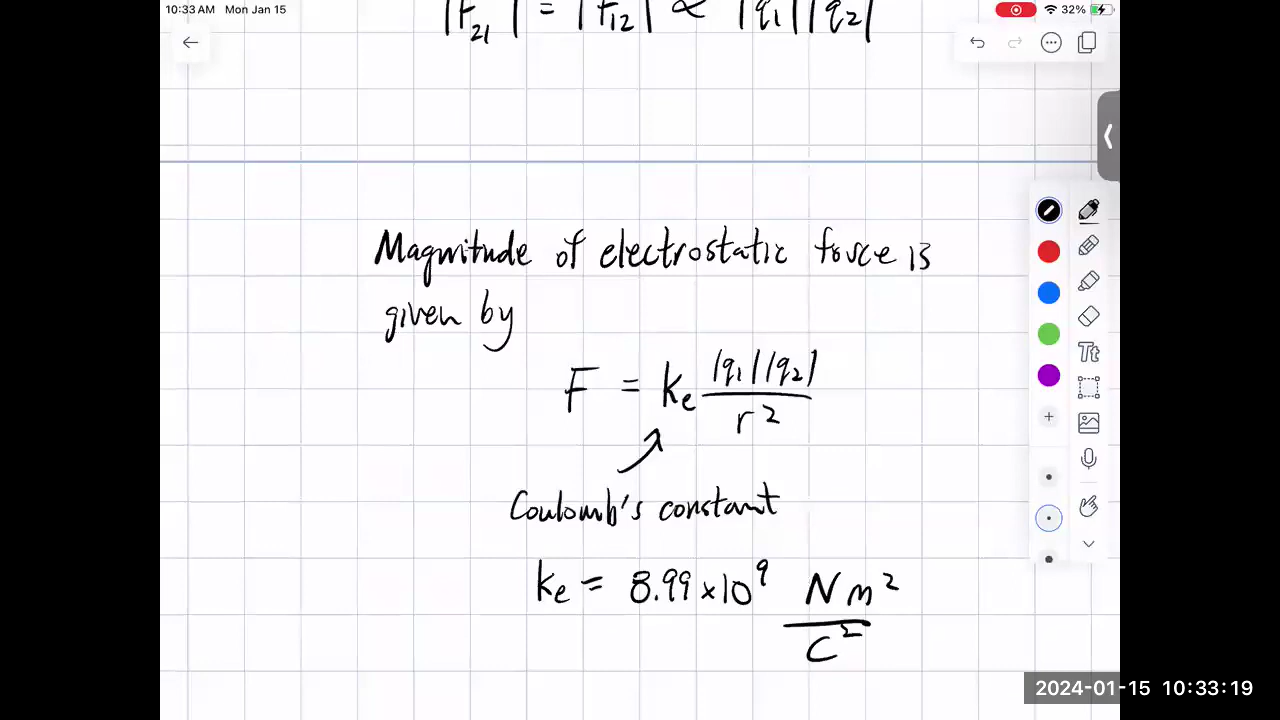 10:33 AM Mon Jan 15
32%
|F₂₁| = |F₁₂| ∝ |q₁||q₂|
Magnitude of electrostatic force is
given by
F = kₑ |q₁||q₂| / r²
Coulomb's constant
kₑ = 8.99×10⁹ N m² / C²
Tt
2024-01-15 10:33:19